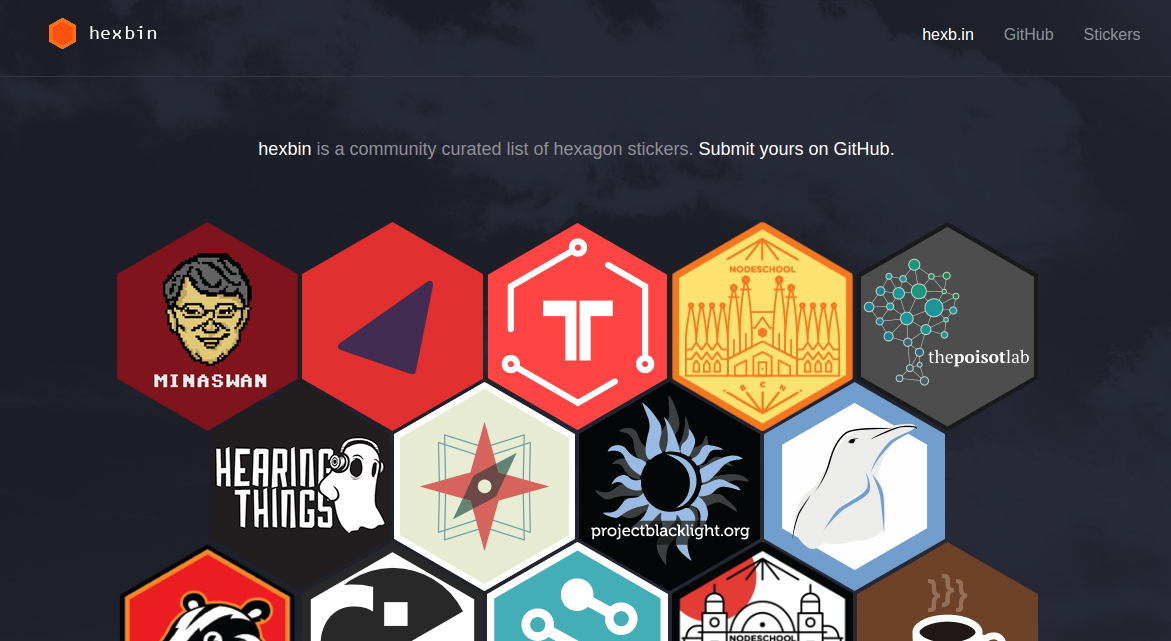 hexbin
hexb.in GitHub Stickers
hexbin is a community curated list of hexagon stickers. Submit yours on GitHub.
MINASWAN
NODESCHOOL
BCN
thepoisotlab
HEARING
THINGS
projectblacklight.org
NODESCHOOL